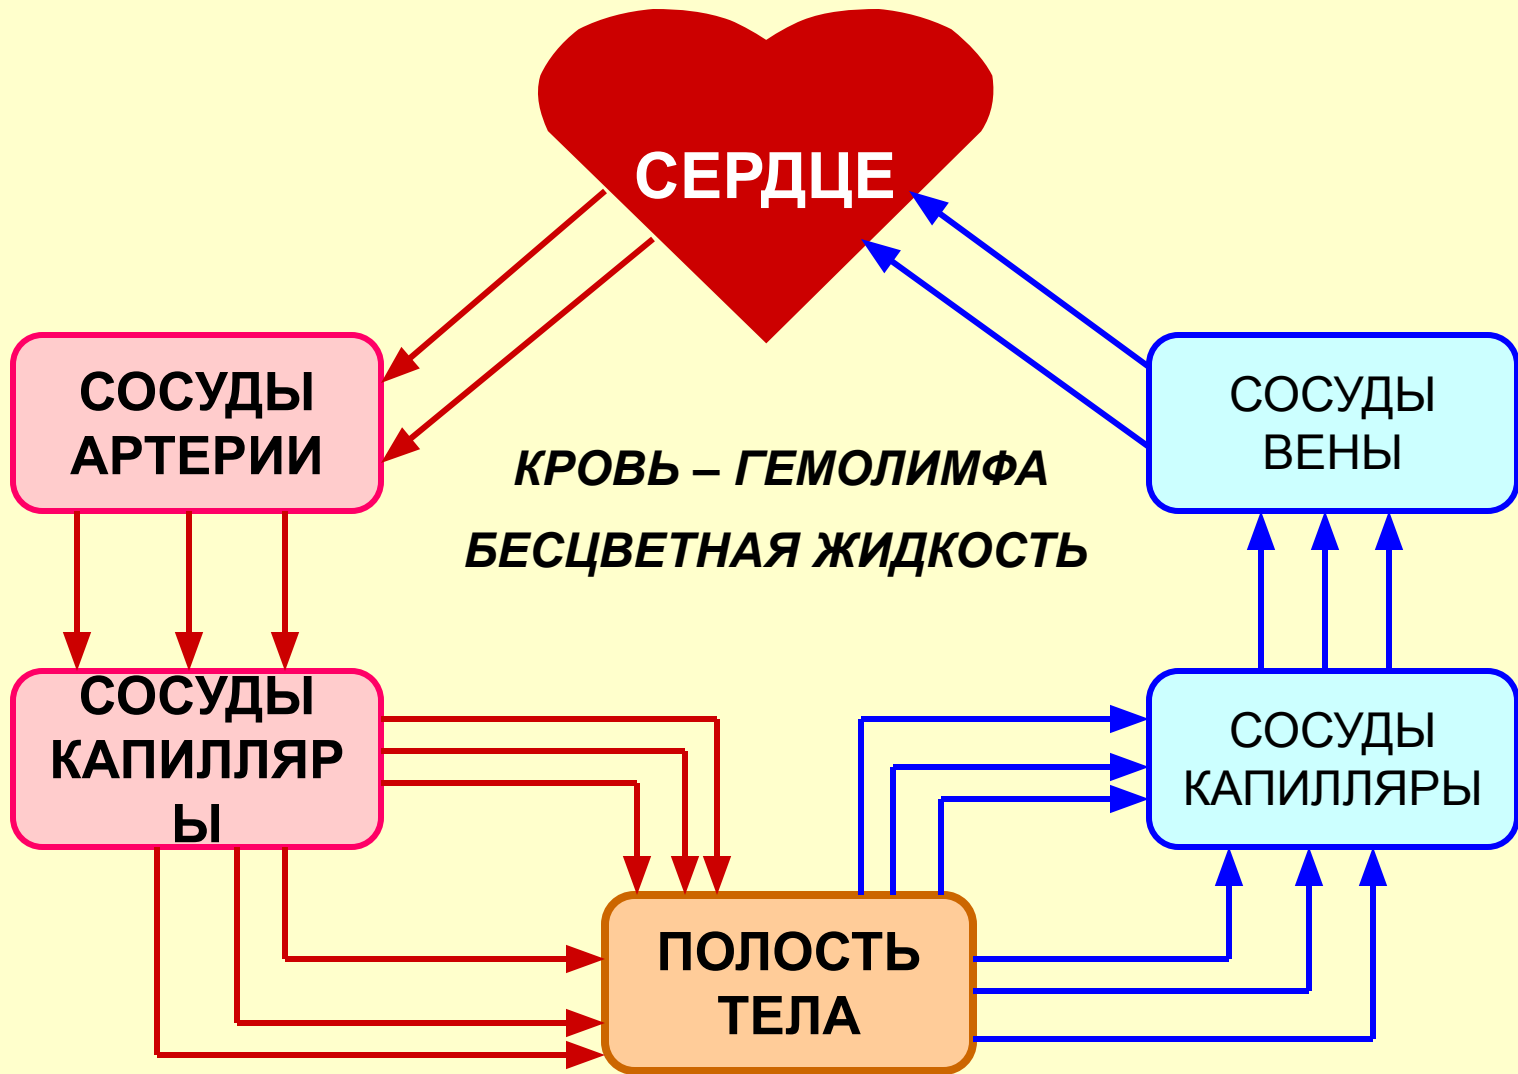 СЕРДЦЕ
СОСУДЫ
АРТЕРИИ
СОСУДЫ
ВЕНЫ
КРОВЬ – ГЕМОЛИМФА
БЕСЦВЕТНАЯ ЖИДКОСТЬ
СОСУДЫ
КАПИЛЛЯР
Ы
СОСУДЫ
КАПИЛЛЯРЫ
ПОЛОСТЬ
ТЕЛА